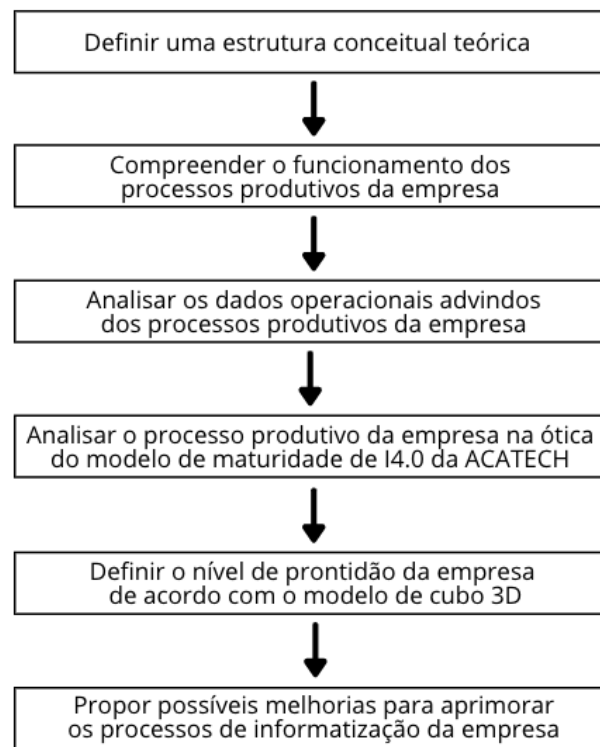 Definir uma estrutura conceitual teórica
Compreender o funcionamento dos
processos produtivos da empresa
Analisar os dados operacionais advindos
dos processos produtivos da empresa
Analisar o processo produtivo da empresa na ótica
do modelo de maturidade de I4.0 da ACATECH
Definir o nível de prontidão da empresa
de acordo com o modelo de cubo 3D
Propor possíveis melhorias para aprimorar
os processos de informatização da empresa